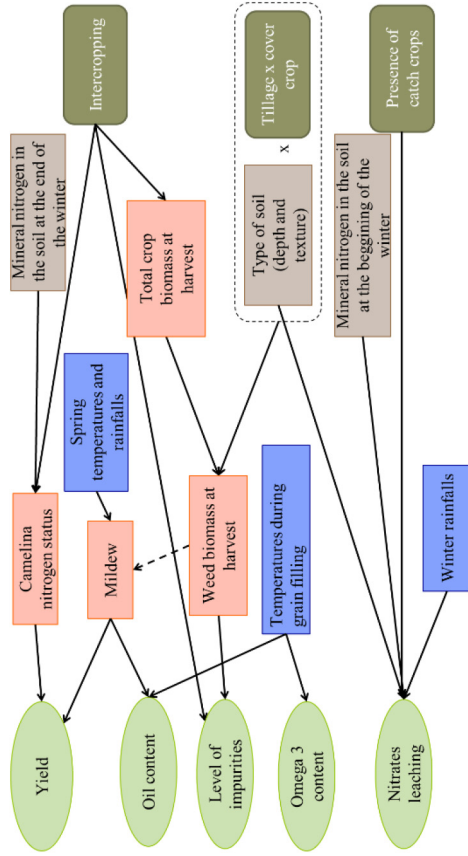 Yield
Oil content
Level of
impurities
Omega 3
content
Nitrates
leaching
Camelina
nitrogen status
Mildew
Weed biomass at
harvest
Temperatures during
grain filling
Winter rainfalls
Spring
temperatures and
rainfalls
Mineral nitrogen in
the soil at the end of
the winter
Total crop
biomass at
harvest
Type of soil
(depth and
texture)
x
Mineral nitrogen in the soil
at the beggining of the
winter
Intercropping
Tillage x cover
crop
Presence of
catch crops